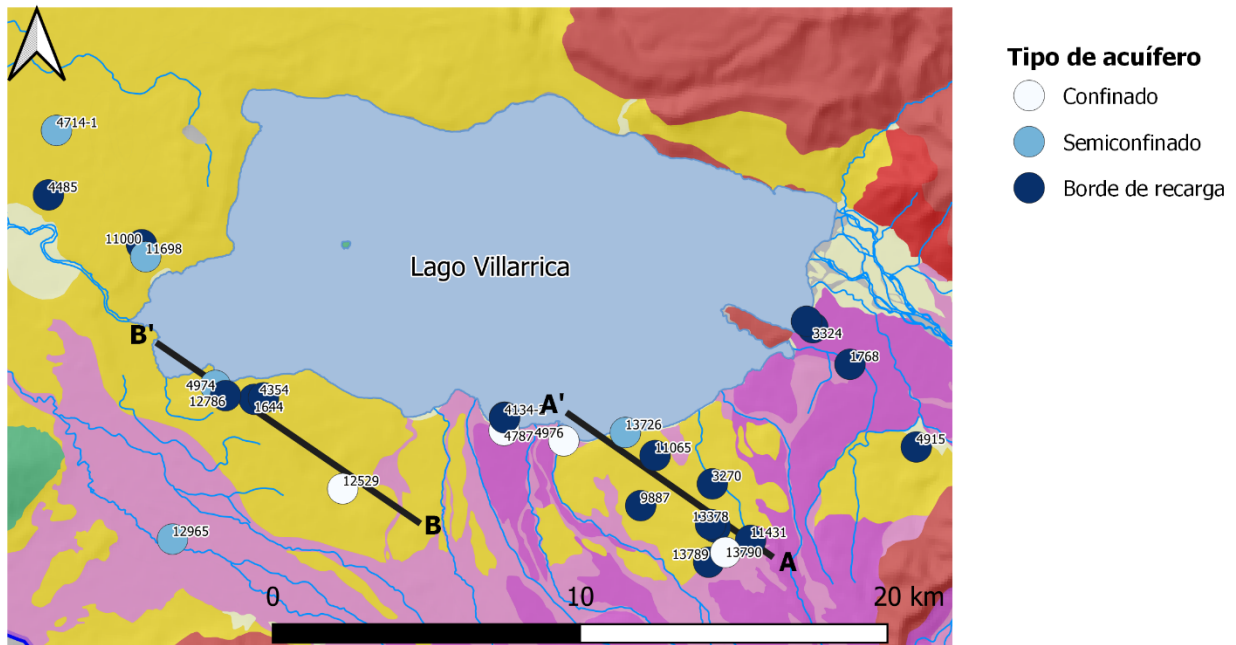 Tipo de acuífero
Confinado
Semiconfinado
Borde de recarga
4714-1
4485
11000
11698
Lago Villarrica
B'
3324
1768
4974
4354
12786
1644
A'
4134-
4787
4976
13726
11065
4915
12529
3270
9887
B
13378
11431
12965
13790
13789
A
0
10
20 km